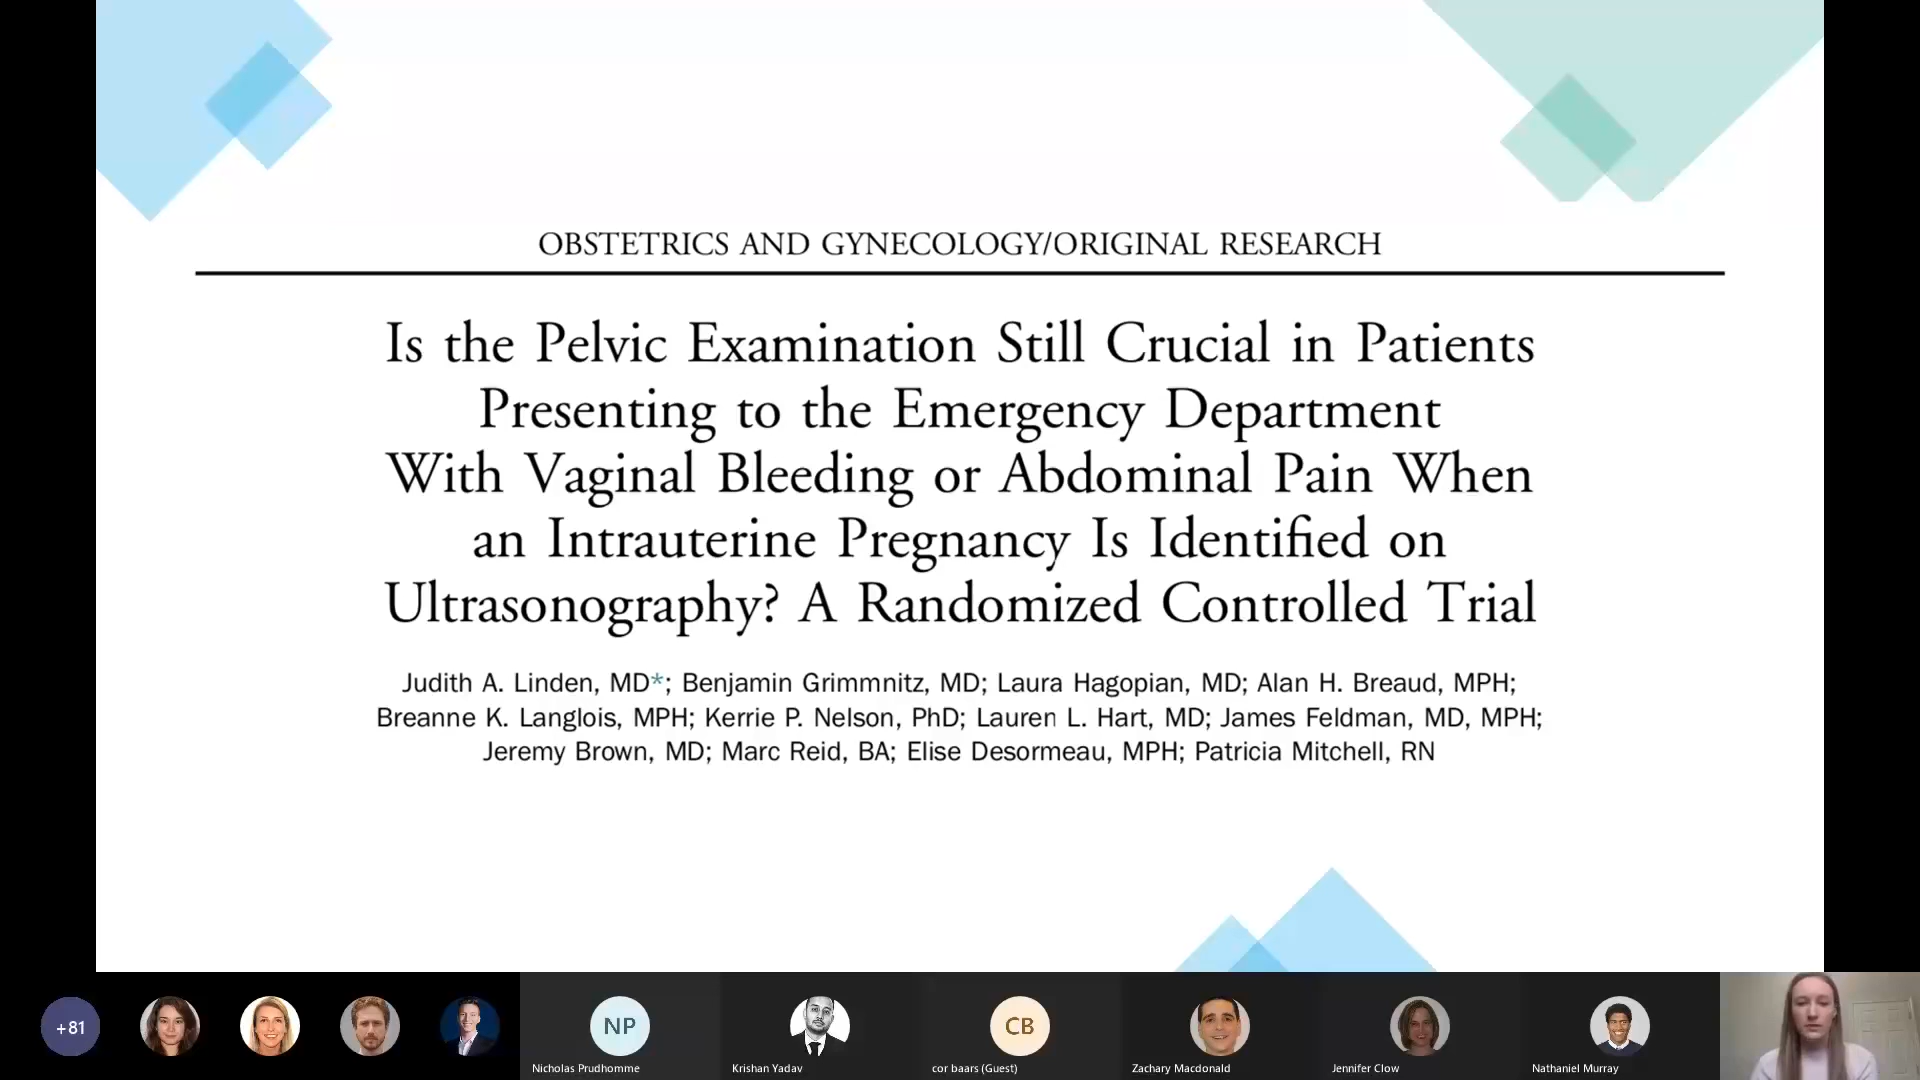 OBSTETRICS AND GYNECOLOGY/ORIGINAL RESEARCH
Is the Pelvic Examination Still Crucial in Patients
Presenting to the Emergency Department
With Vaginal Bleeding or Abdominal Pain When
an Intrauterine Pregnancy Is Identified on
Ultrasonography? A Randomized Controlled Trial
Judith A. Linden, MD*; Benjamin Grimmnitz, MD; Laura Hagopian, MD; Alan H. Breaud, MPH;
Breanne K. Langlois, MPH; Kerrie P. Nelson, PhD; Lauren L. Hart, MD; James Feldman, MD, MPH;
Jeremy Brown, MD; Marc Reid, BA; Elise Desormeau, MPH; Patricia Mitchell, RN
+81
NP
CB
Nicholas Prudhomme
Krishan Yadav
cor baars (Guest)
Zachary Macdonald
Jennifer Clow
Nathaniel Murray